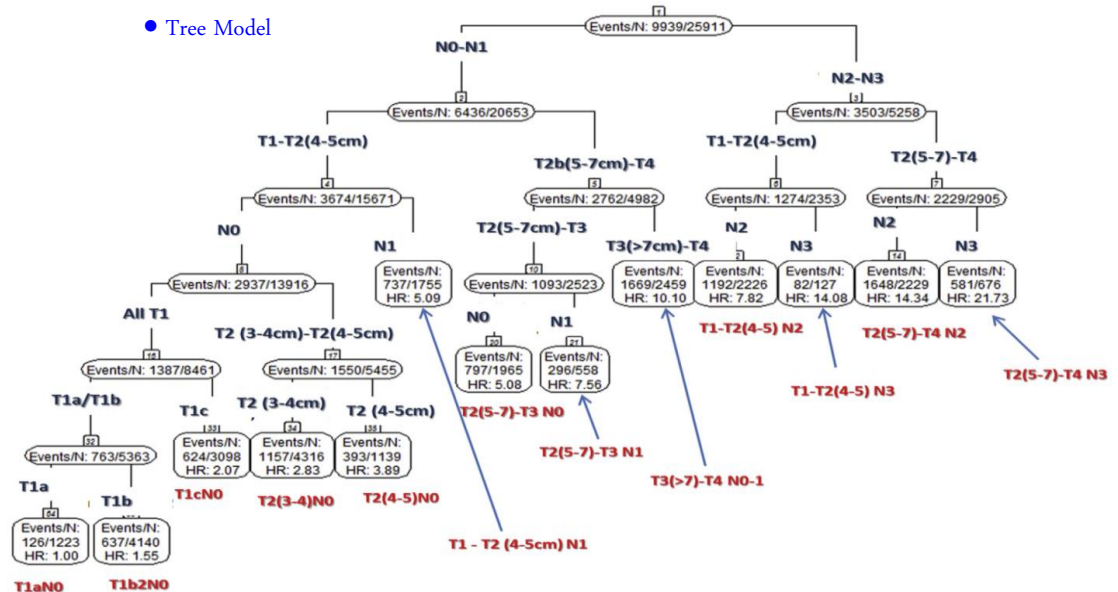 ● Tree Model
1
Events/N: 9939/25911
N0-N1
N2-N3
2
Events/N: 6436/20653
3
Events/N: 3503/5258
T1-T2(4-5cm)
T2b(5-7cm)-T4
T1-T2(4-5cm)
T2(5-7)-T4
4
Events/N: 3674/15671
5
Events/N: 2762/4982
6
Events/N: 1274/2353
7
Events/N: 2229/2905
N0
N1
T2(5-7cm)-T3
T3(>7cm)-T4
N2
N3
N2
N3
8
Events/N: 2937/13916
Events/N:
737/1755
HR: 5.09
10
Events/N: 1093/2523
Events/N:
1669/2459
HR: 10.10
2
Events/N:
1192/2226
HR: 7.82
Events/N:
82/127
HR: 14.08
14
Events/N:
1648/2229
HR: 14.34
Events/N:
581/676
HR: 21.73
T1-T2(4-5) N2
T2(5-7)-T4 N2
All T1
T2 (3-4cm)-T2(4-5cm)
N0
N1
16
Events/N: 1387/8461
17
Events/N: 1550/5455
20
Events/N:
797/1965
HR: 5.08
21
Events/N:
296/558
HR: 7.56
T2(5-7)-T4 N3
T1-T2(4-5) N3
T2(5-7)-T3 N0
T2(5-7)-T3 N1
T3(>7)-T4 N0-1
T1a/T1b
T1c
T2 (3-4cm)
T2 (4-5cm)
32
Events/N: 763/5363
33
Events/N:
624/3098
HR: 2.07
34
Events/N:
1157/4316
HR: 2.83
35
Events/N:
393/1139
HR: 3.89
T1cN0
T2(3-4)N0
T2(4-5)N0
T1a
T1b
64
Events/N:
126/1223
HR: 1.00
Events/N:
637/4140
HR: 1.55
T1 - T2 (4-5cm) N1
T1aN0
T1b2N0